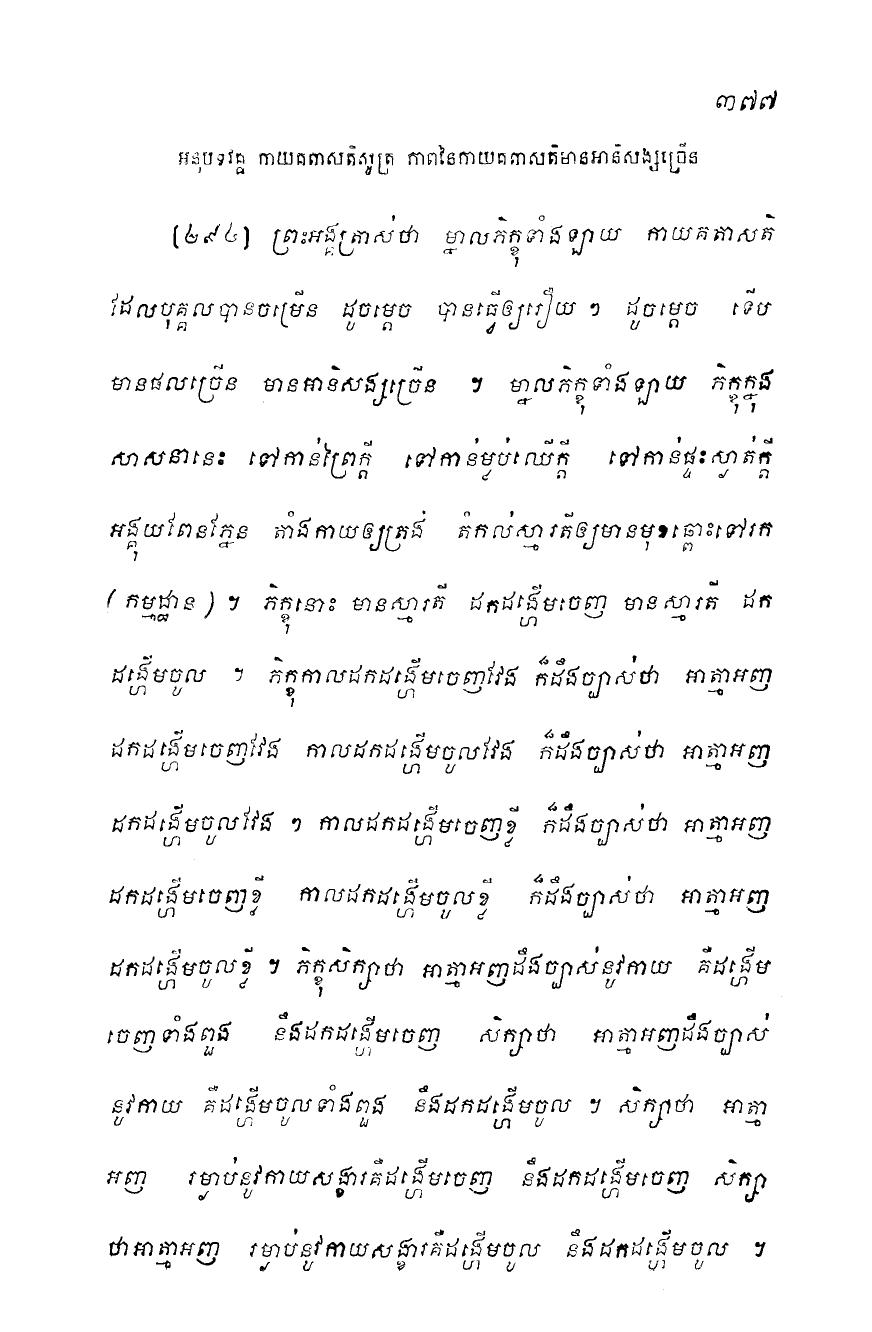 ៣៧៧
អនុបទវគ្គ កាយគតាសតិសូត្រ ភាពនៃកាយគតាសតិមានអានិសង្សច្រើន
[២៩៤] ព្រះអង្គត្រាស់ថា ម្នាលភិក្ខុទាំងឡាយ កាយគតាសតិ
ដែលបុគ្គលបានចម្រើន ដូចម្តេច បានធ្វើឲ្យរឿយ ៗ ដូចម្តេច ទើប
មានផលច្រើន មានអានិសង្សច្រើន ។ ម្នាលភិក្ខុទាំងឡាយ ភិក្ខុក្នុង
សាសនានេះ ទៅកាន់ព្រៃក្តី ទៅកាន់ម្លប់ឈើក្តី ទៅកាន់ផ្ទះស្ងាត់ក្តី
អង្គុយពែនភ្នែន តាំងកាយឲ្យត្រង់ តំកល់ស្មារតីឲ្យមានមុខឆ្ពោះទៅរក
(កម្មដ្ឋាន) ។ ភិក្ខុនោះ មានស្មារតី ដកដង្ហើមចេញ មានស្មារតី ដក
ដង្ហើមចូល ។ ភិក្ខុកាលដកដង្ហើមចេញវែង ក៏ដឹងច្បាស់ថា អាត្មាអញ
ដកដង្ហើមចេញវែង កាលដកដង្ហើមចូលវែង ក៏ដឹងច្បាស់ថា អាត្មាអញ
ដកដង្ហើមចូលវែង ។ កាលដកដង្ហើមចេញខ្លី ក៏ដឹងច្បាស់ថា អាត្មាអញ
ដកដង្ហើមចេញខ្លី កាលដកដង្ហើមចូលខ្លី ក៏ដឹងច្បាស់ថា អាត្មាអញ
ដកដង្ហើមចូលខ្លី ។ ភិក្ខុសិក្សាថា អាត្មាអញដឹងច្បាស់នូវកាយ គឺដង្ហើម
ចេញទាំងពួង នឹងដកដង្ហើមចេញ សិក្សាថា អាត្មាអញដឹងច្បាស់
នូវកាយ គឺដង្ហើមចូលទាំងពួង នឹងដកដង្ហើមចូល ។ សិក្សាថា អាត្មា
អញ រម្ងាប់នូវកាយសង្ខារគឺដង្ហើមចេញ នឹងដកដង្ហើមចេញ សិក្សា
ថាអាត្មាអញ រម្ងាប់នូវកាយសង្ខារគឺដង្ហើមចូល នឹងដកដង្ហើមចូល ។